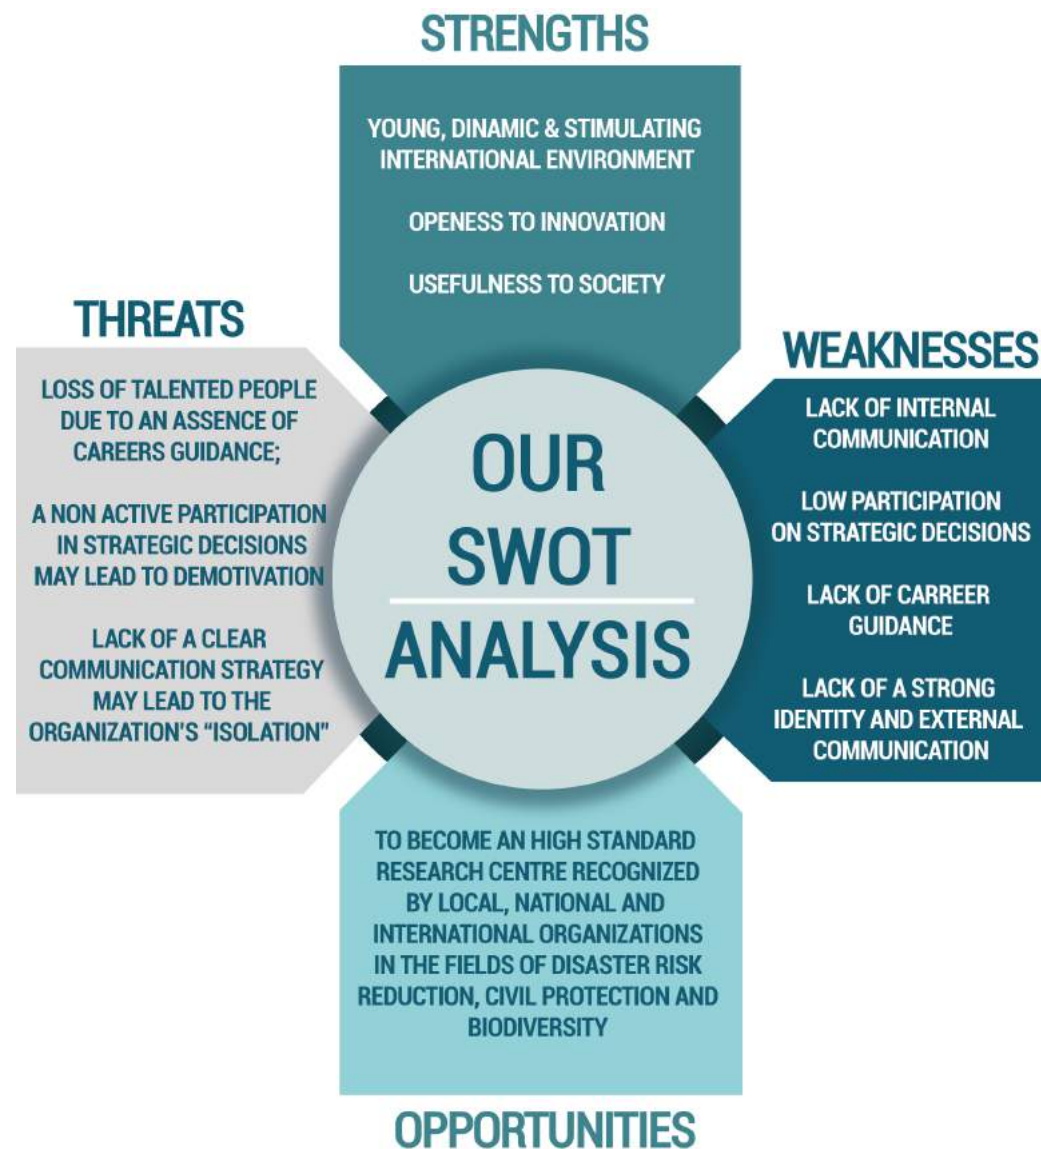 STRENGTHS
YOUNG, DINAMIC & STIMULATING
INTERNATIONAL ENVIRONMENT
OPENESS TO INNOVATION
USEFULNESS TO SOCIETY
THREATS
LOSS OF TALENTED PEOPLE
DUE TO AN ASSENCE OF
CAREERS GUIDANCE;
A NON ACTIVE PARTICIPATION
IN STRATEGIC DECISIONS
MAY LEAD TO DEMOTIVATION
LACK OF A CLEAR
COMMUNICATION STRATEGY
MAY LEAD TO THE
ORGANIZATION'S “ISOLATION”
OUR
SWOT
ANALYSIS
WEAKNESSES
LACK OF INTERNAL
COMMUNICATION
LOW PARTICIPATION
ON STRATEGIC DECISIONS
LACK OF CARREER
GUIDANCE
LACK OF A STRONG
IDENTITY AND EXTERNAL
COMMUNICATION
TO BECOME AN HIGH STANDARD
RESEARCH CENTRE RECOGNIZED
BY LOCAL, NATIONAL AND
INTERNATIONAL ORGANIZATIONS
IN THE FIELDS OF DISASTER RISK
REDUCTION, CIVIL PROTECTION AND
BIODIVERSITY
OPPORTUNITIES